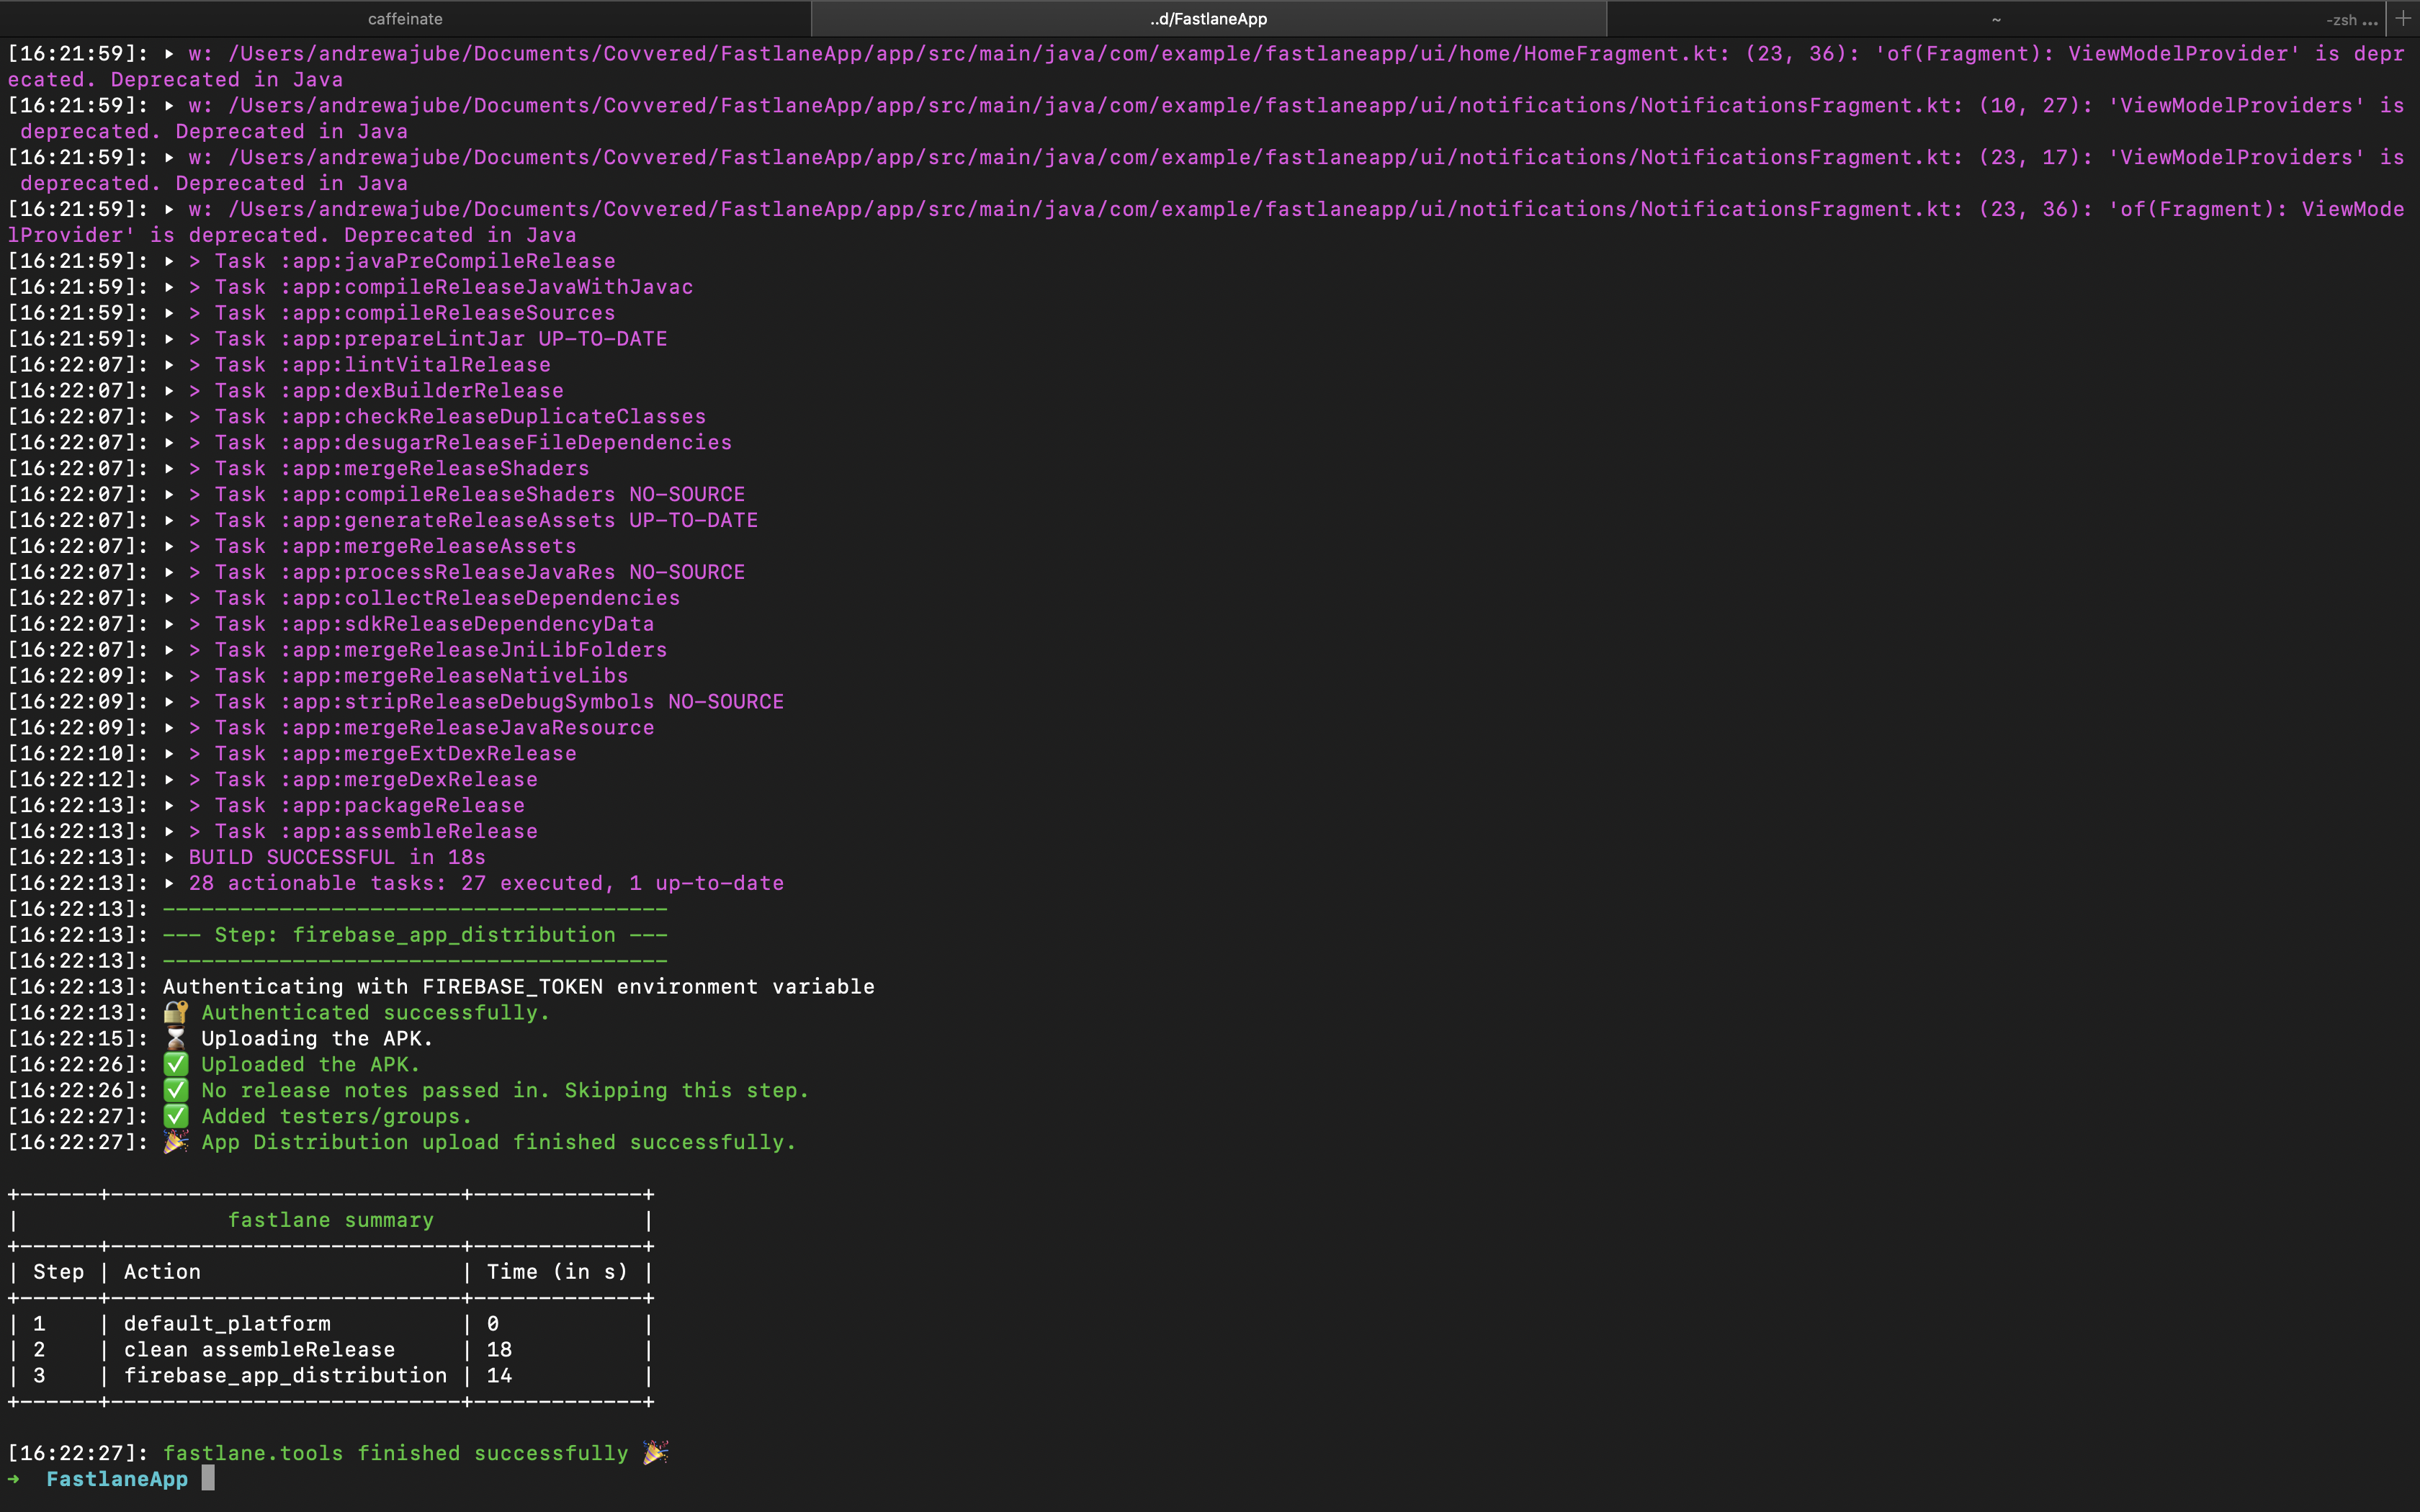 caffeinate
..d/FastlaneApp
~
-zsh ...
[16:21:59]: ▸ w: /Users/andrewajube/Documents/Covvered/FastlaneApp/app/src/main/java/com/example/fastlaneapp/ui/home/HomeFragment.kt: (23, 36): 'of(Fragment): ViewModelProvider' is depr
ecated. Deprecated in Java
[16:21:59]: ▸ w: /Users/andrewajube/Documents/Covvered/FastlaneApp/app/src/main/java/com/example/fastlaneapp/ui/notifications/NotificationsFragment.kt: (10, 27): 'ViewModelProviders' is
 deprecated. Deprecated in Java
[16:21:59]: ▸ w: /Users/andrewajube/Documents/Covvered/FastlaneApp/app/src/main/java/com/example/fastlaneapp/ui/notifications/NotificationsFragment.kt: (23, 17): 'ViewModelProviders' is
 deprecated. Deprecated in Java
[16:21:59]: ▸ w: /Users/andrewajube/Documents/Covvered/FastlaneApp/app/src/main/java/com/example/fastlaneapp/ui/notifications/NotificationsFragment.kt: (23, 36): 'of(Fragment): ViewMode
lProvider' is deprecated. Deprecated in Java
[16:21:59]: ▸ > Task :app:javaPreCompileRelease
[16:21:59]: ▸ > Task :app:compileReleaseJavaWithJavac
[16:21:59]: ▸ > Task :app:compileReleaseSources
[16:21:59]: ▸ > Task :app:prepareLintJar UP-TO-DATE
[16:22:07]: ▸ > Task :app:lintVitalRelease
[16:22:07]: ▸ > Task :app:dexBuilderRelease
[16:22:07]: ▸ > Task :app:checkReleaseDuplicateClasses
[16:22:07]: ▸ > Task :app:desugarReleaseFileDependencies
[16:22:07]: ▸ > Task :app:mergeReleaseShaders
[16:22:07]: ▸ > Task :app:compileReleaseShaders NO-SOURCE
[16:22:07]: ▸ > Task :app:generateReleaseAssets UP-TO-DATE
[16:22:07]: ▸ > Task :app:mergeReleaseAssets
[16:22:07]: ▸ > Task :app:processReleaseJavaRes NO-SOURCE
[16:22:07]: ▸ > Task :app:collectReleaseDependencies
[16:22:07]: ▸ > Task :app:sdkReleaseDependencyData
[16:22:07]: ▸ > Task :app:mergeReleaseJniLibFolders
[16:22:09]: ▸ > Task :app:mergeReleaseNativeLibs
[16:22:09]: ▸ > Task :app:stripReleaseDebugSymbols NO-SOURCE
[16:22:09]: ▸ > Task :app:mergeReleaseJavaResource
[16:22:10]: ▸ > Task :app:mergeExtDexRelease
[16:22:12]: ▸ > Task :app:mergeDexRelease
[16:22:13]: ▸ > Task :app:packageRelease
[16:22:13]: ▸ > Task :app:assembleRelease
[16:22:13]: ▸ BUILD SUCCESSFUL in 18s
[16:22:13]: ▸ 28 actionable tasks: 27 executed, 1 up-to-date
[16:22:13]: ---------------------------------------
[16:22:13]: --- Step: firebase_app_distribution ---
[16:22:13]: ---------------------------------------
[16:22:13]: Authenticating with FIREBASE_TOKEN environment variable
[16:22:13]: 🔐 Authenticated successfully.
[16:22:15]: ⏳ Uploading the APK.
[16:22:26]: ✅ Uploaded the APK.
[16:22:26]: ✅ No release notes passed in. Skipping this step.
[16:22:27]: ✅ Added testers/groups.
[16:22:27]: 🎉 App Distribution upload finished successfully.
+------+---------------------------+-------------+
|                fastlane summary                |
+------+---------------------------+-------------+
| Step | Action                    | Time (in s) |
+------+---------------------------+-------------+
| 1    | default_platform          | 0           |
| 2    | clean assembleRelease     | 18          |
| 3    | firebase_app_distribution | 14          |
+------+---------------------------+-------------+
[16:22:27]: fastlane.tools finished successfully 🎉
➜  FastlaneApp